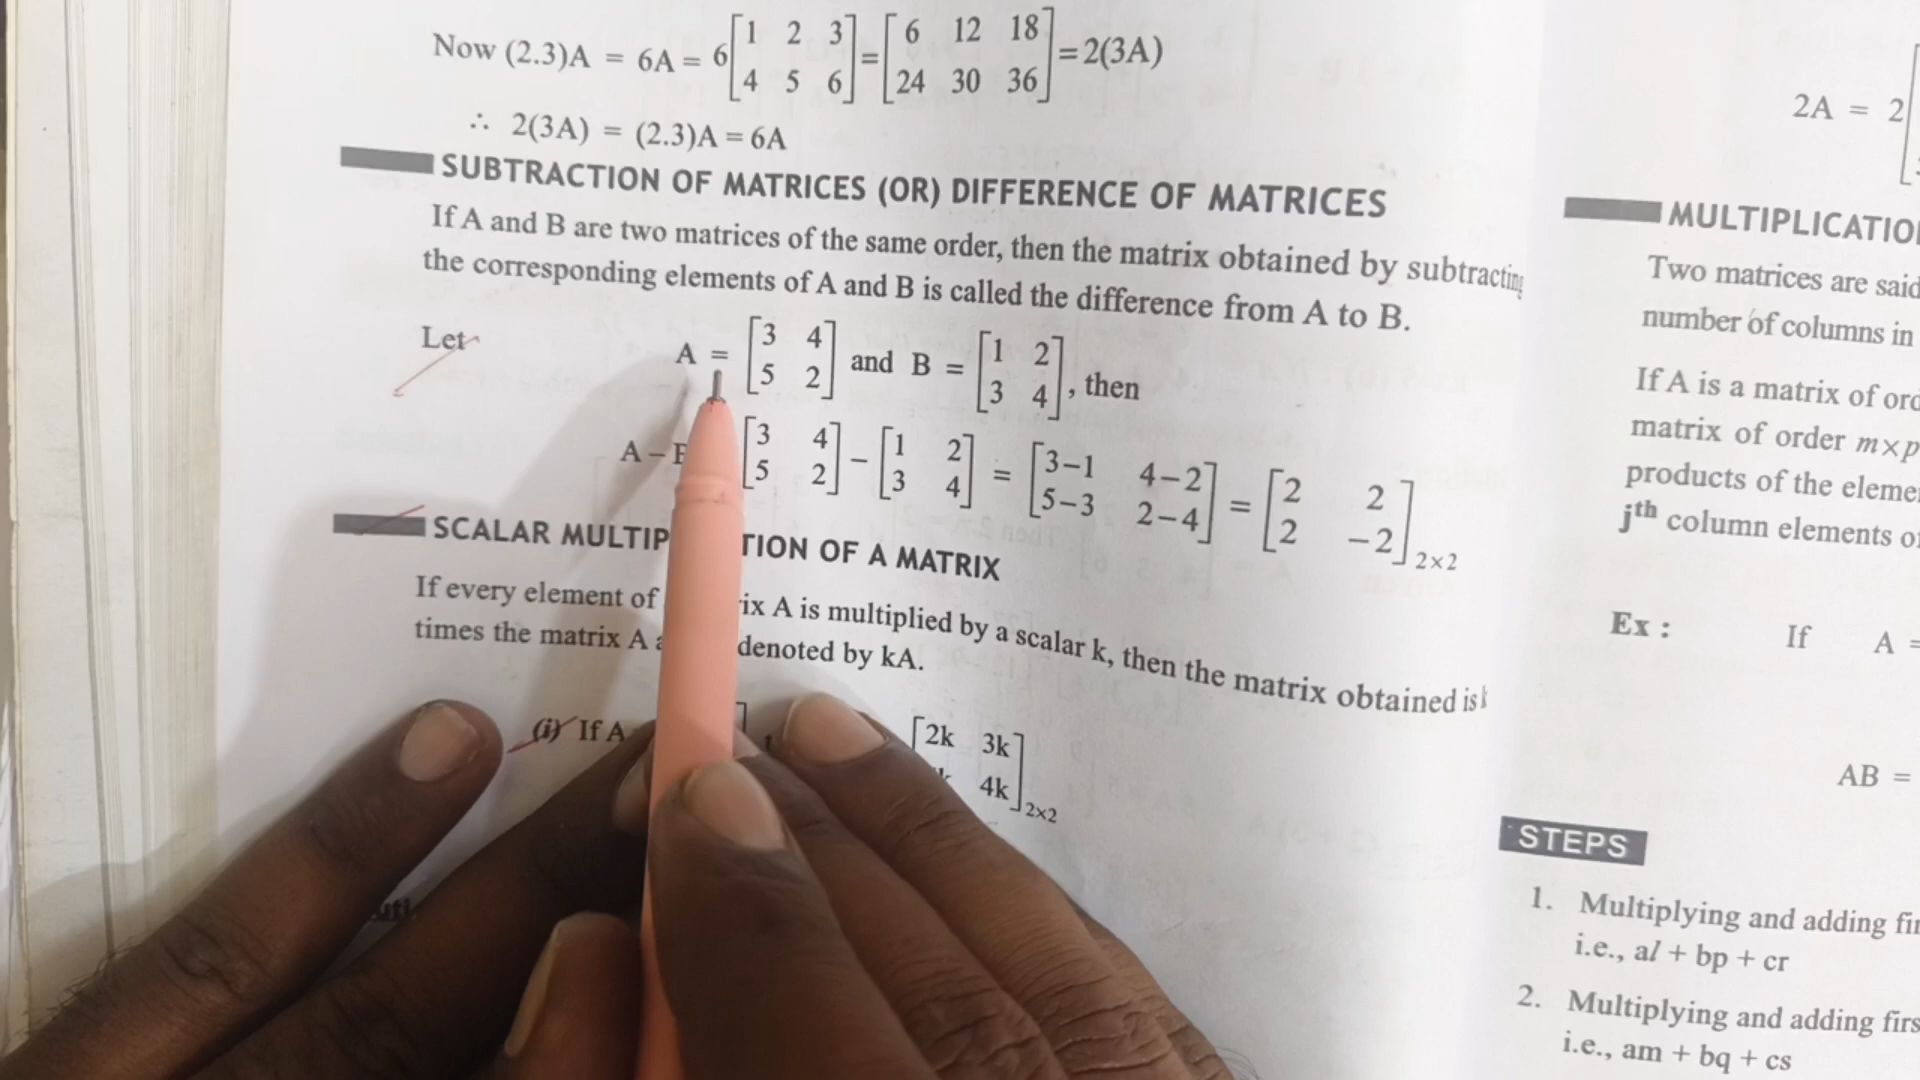 Now (2.3)A = 6A = 6[1 2 3; 4 5 6] = [6 12 18; 24 30 36] = 2(3A)
∴ 2(3A) = (2.3)A = 6A
SUBTRACTION OF MATRICES (OR) DIFFERENCE OF MATRICES
If A and B are two matrices of the same order, then the matrix obtained by subtracting
the corresponding elements of A and B is called the difference from A to B.
Let A = [3 4; 5 2] and B = [1 2; 3 4], then
A – [3 4; 5 2] – [1 2; 3 4] = [3–1 4–2; 5–3 2–4] = [2 2; 2 –2]2×2
SCALAR OF A MATRIX
If every element of A is multiplied by a scalar k, then the matrix obtained is
times the matrix A denoted by kA.
(i) If A [2k 3k; 4k]2×2
2A = 2
MULTIPLICATIO
Two matrices are said
number of columns in
If A is a matrix of
matrix of order m×p
products of the
jth column elements
Ex : If A =
AB =
STEPS
1. Multiplying and adding
i.e., al + bp + cr
2. Multiplying and adding
i.e., am + bq + cs